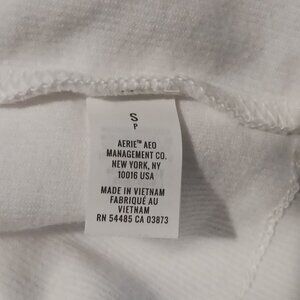 S
P
AERIE™ AEO
MANAGEMENT CO.
NEW YORK, NY
10016 USA
MADE IN VIETNAM
FABRIQUÉ AU
VIETNAM
RN 54485 CA 03873